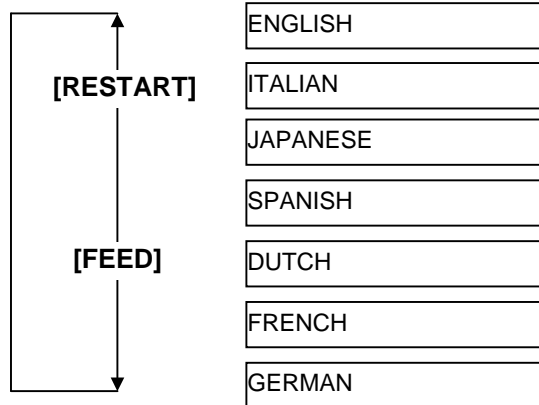 ENGLISH
[RESTART]
ITALIAN
JAPANESE
SPANISH
[FEED]
DUTCH
FRENCH
GERMAN